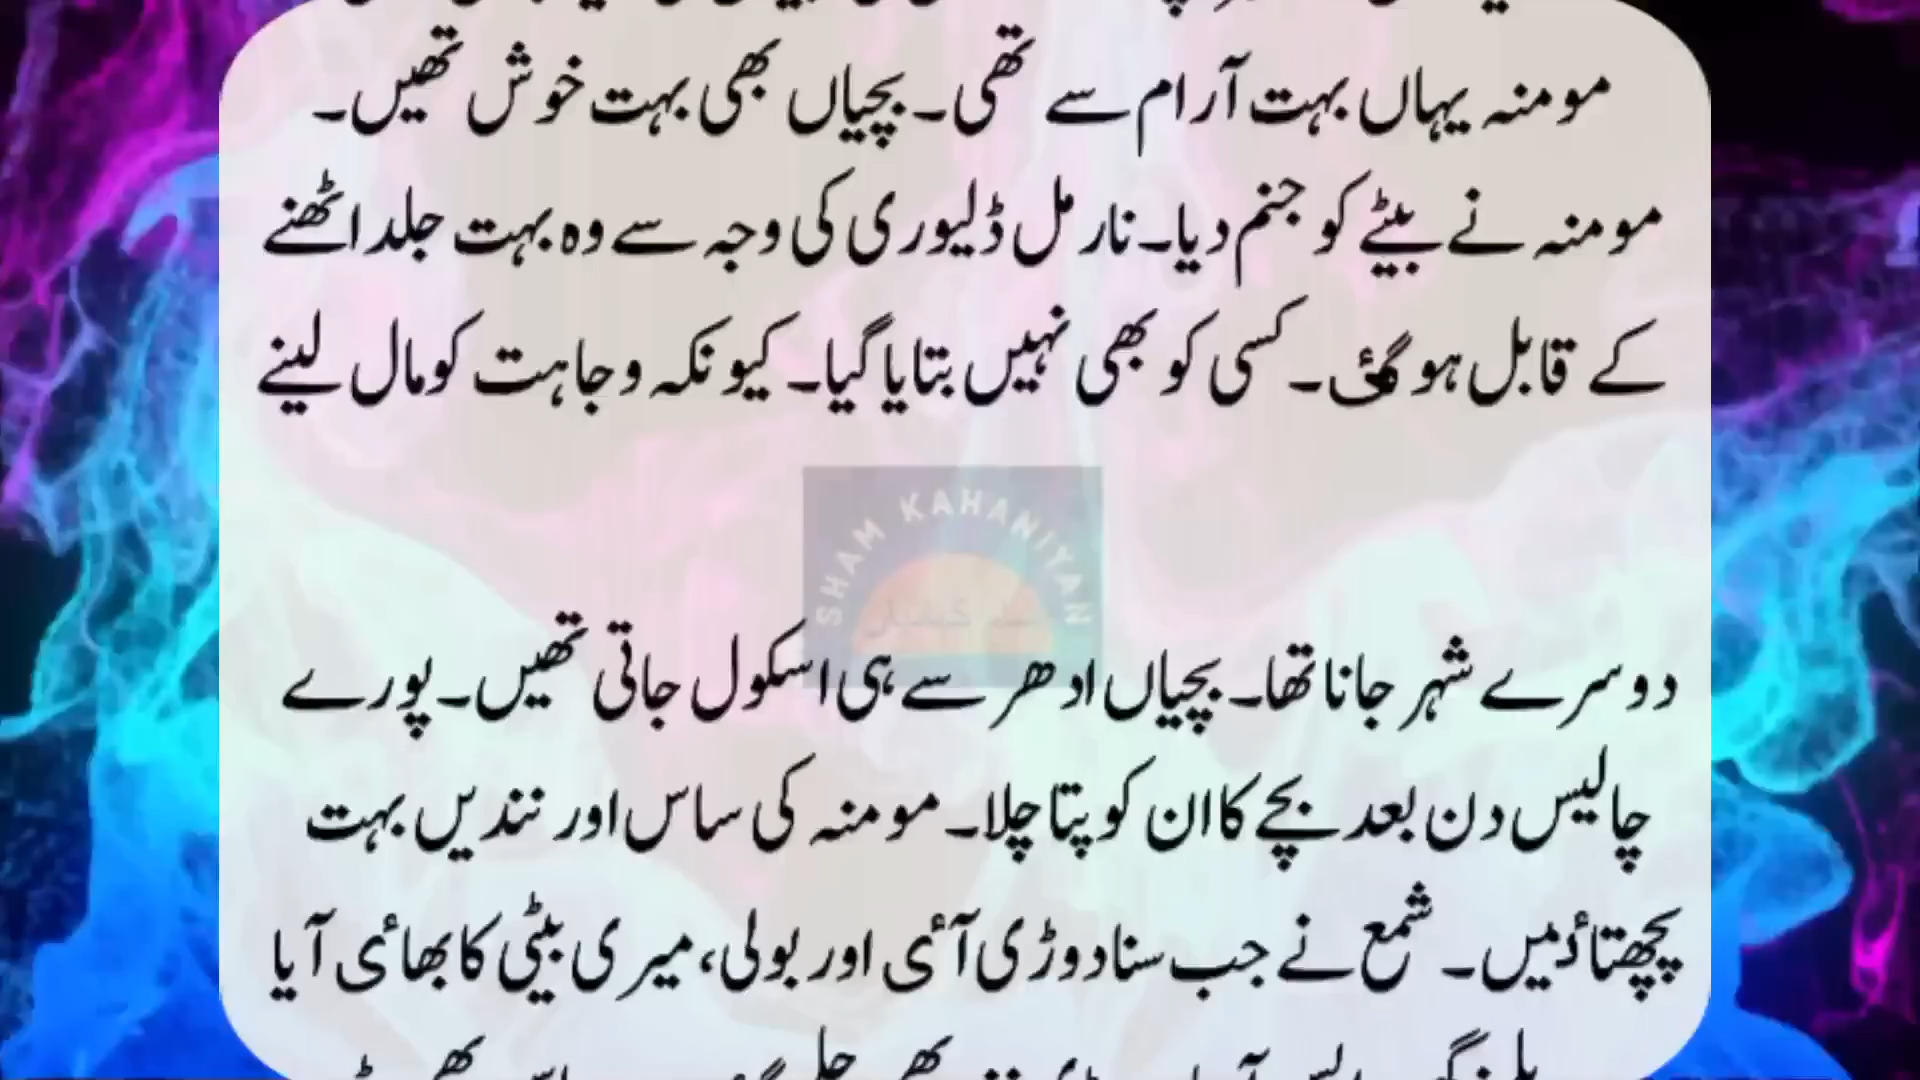 مومنہ یہاں بہت آرام سے تھی۔ بچیاں بھی بہت خوش تھیں۔
مومنہ نے بیٹے کو جنم دیا۔ نارمل ڈلیوری کی وجہ سے وہ بہت جلد اٹھنے
کے قابل ہو گئی۔ کسی کو بھی نہیں بتایا گیا۔ کیونکہ وجاہت کو مال لینے
SHAM KAHANIYAN
دوسرے شہر جانا تھا۔ بچیاں ادھر سے ہی اسکول جاتی تھیں۔ پورے
چالیس دن بعد بچے کا ان کو پتا چلا۔ مومنہ کی ساس اور نندیں بہت
پچھتائیں۔ شمع نے جب سنا دوڑی آئی اور بولی، میری بیٹی کا بھائی آیا